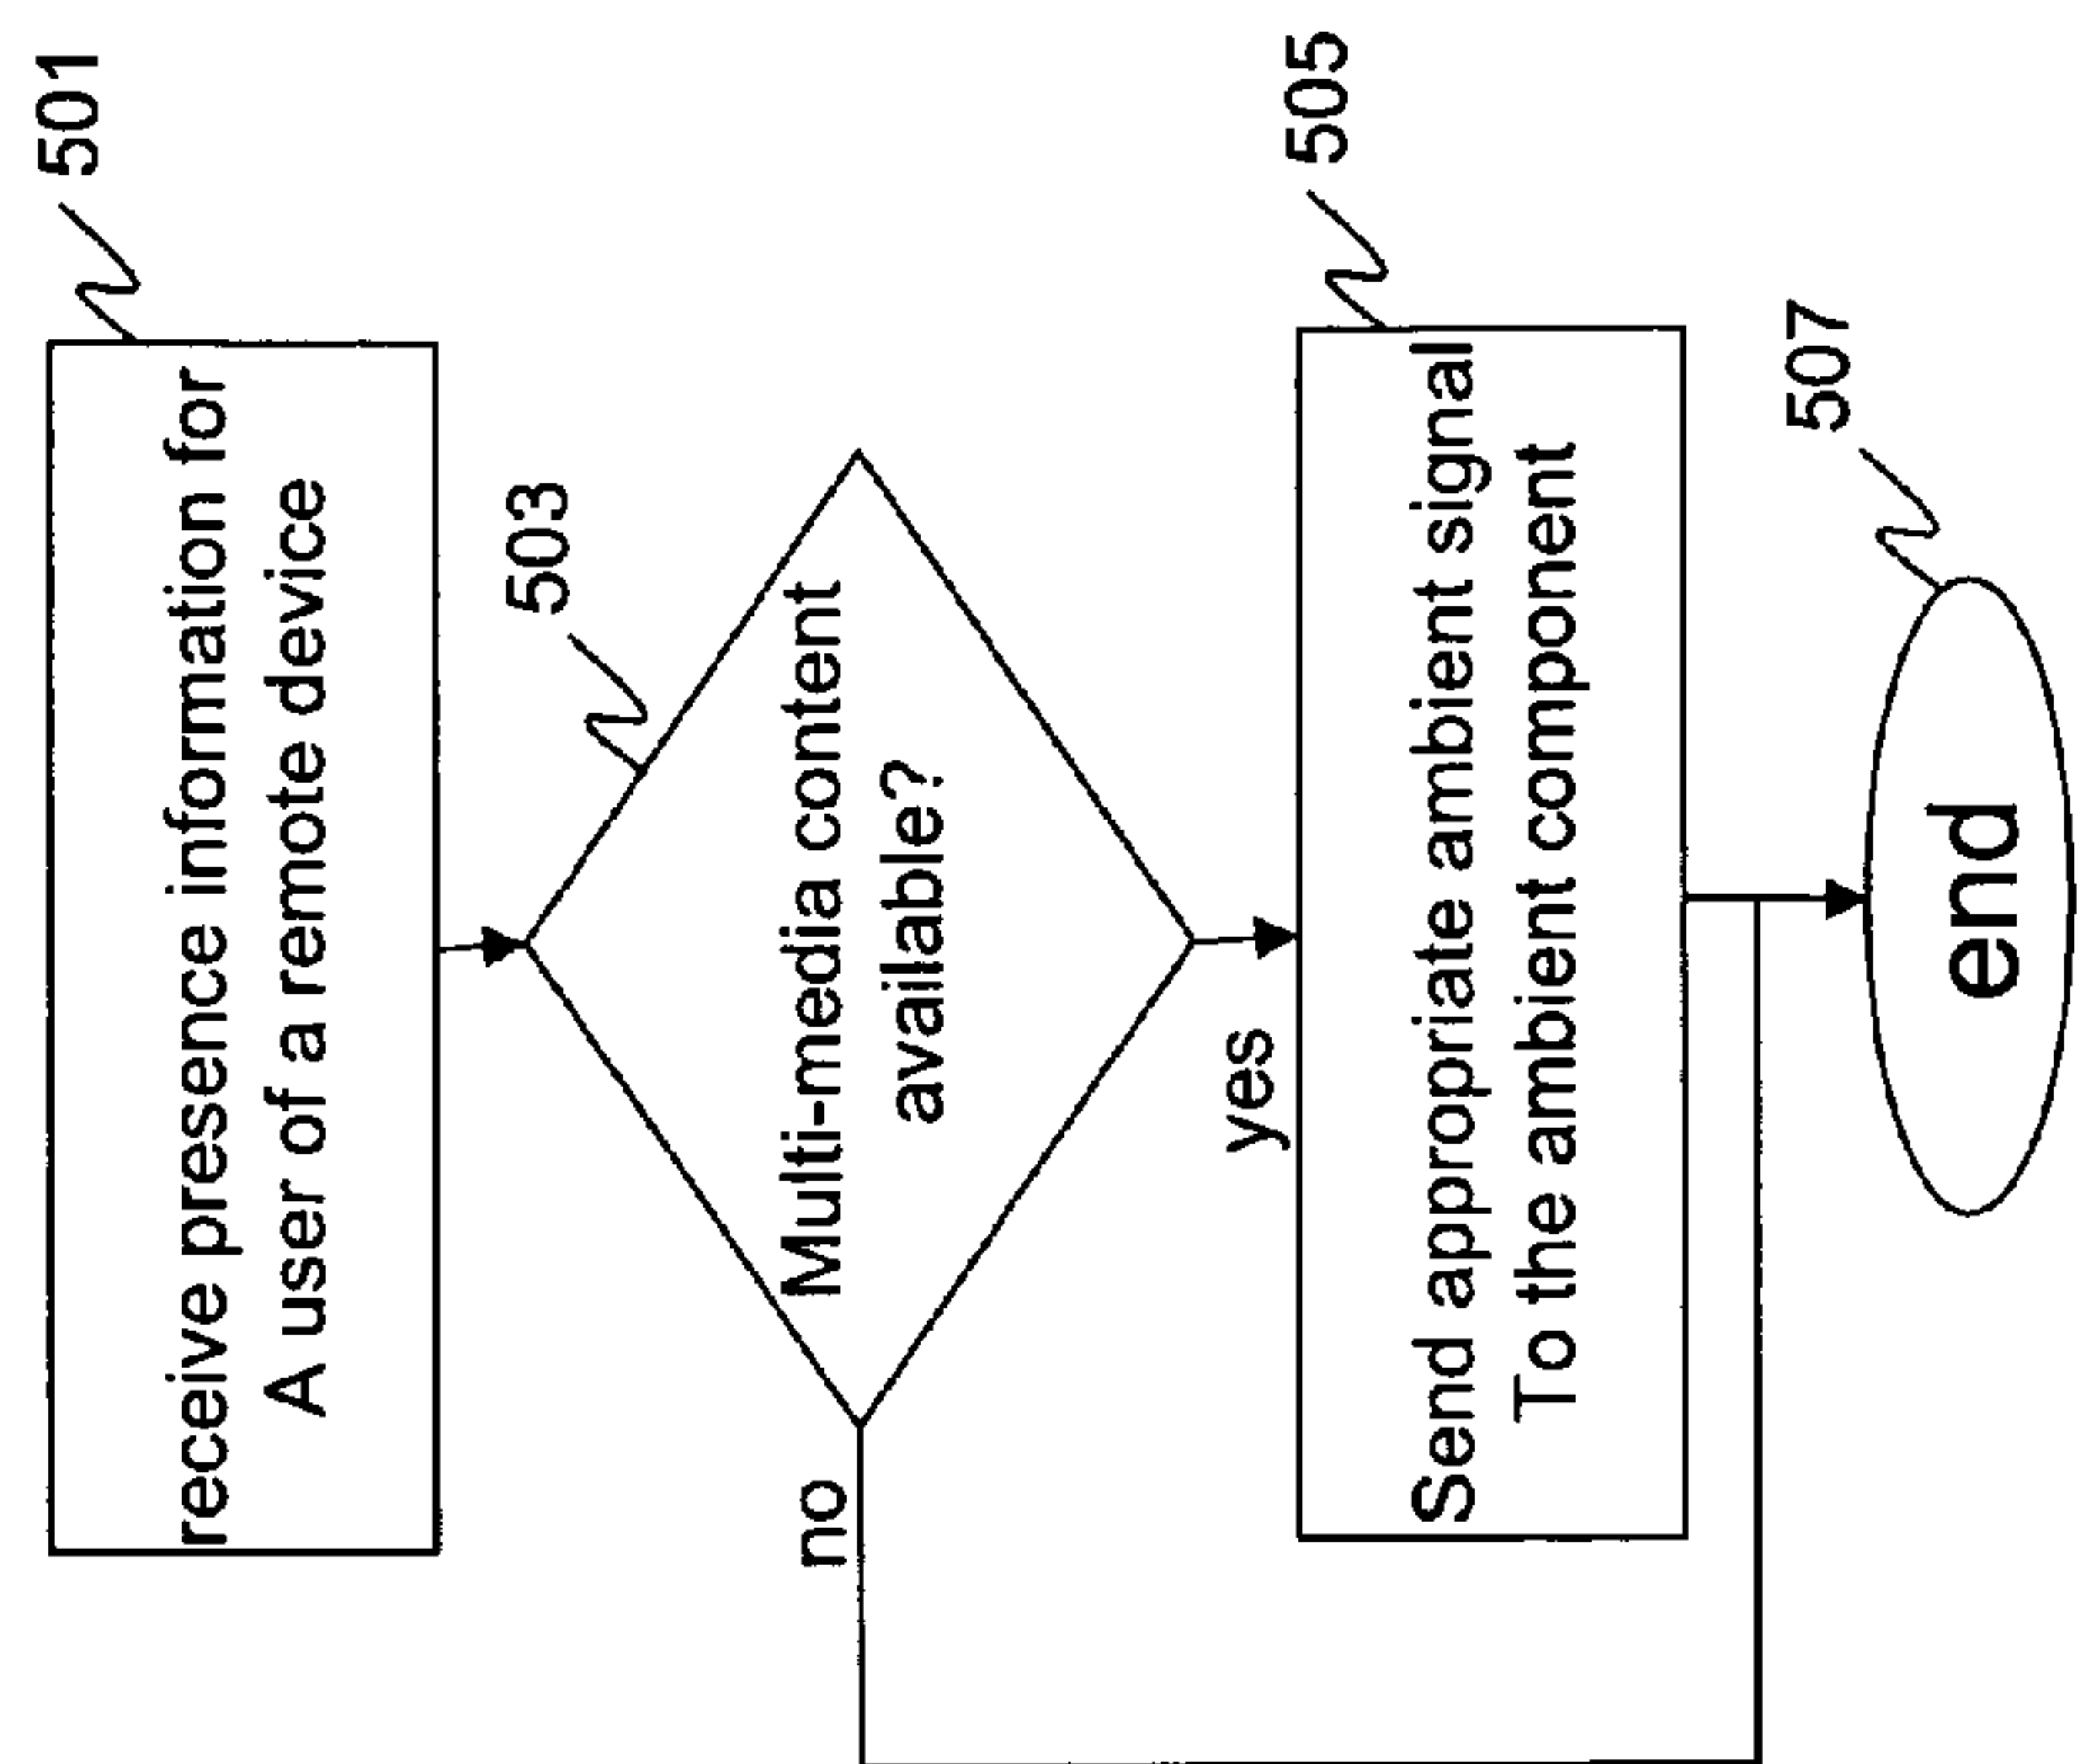 501
receive presence information for
A user of a remote device
503
Multi-media content
available?
no
yes
505
Send appropriate ambient signal
To the ambient component
507
end